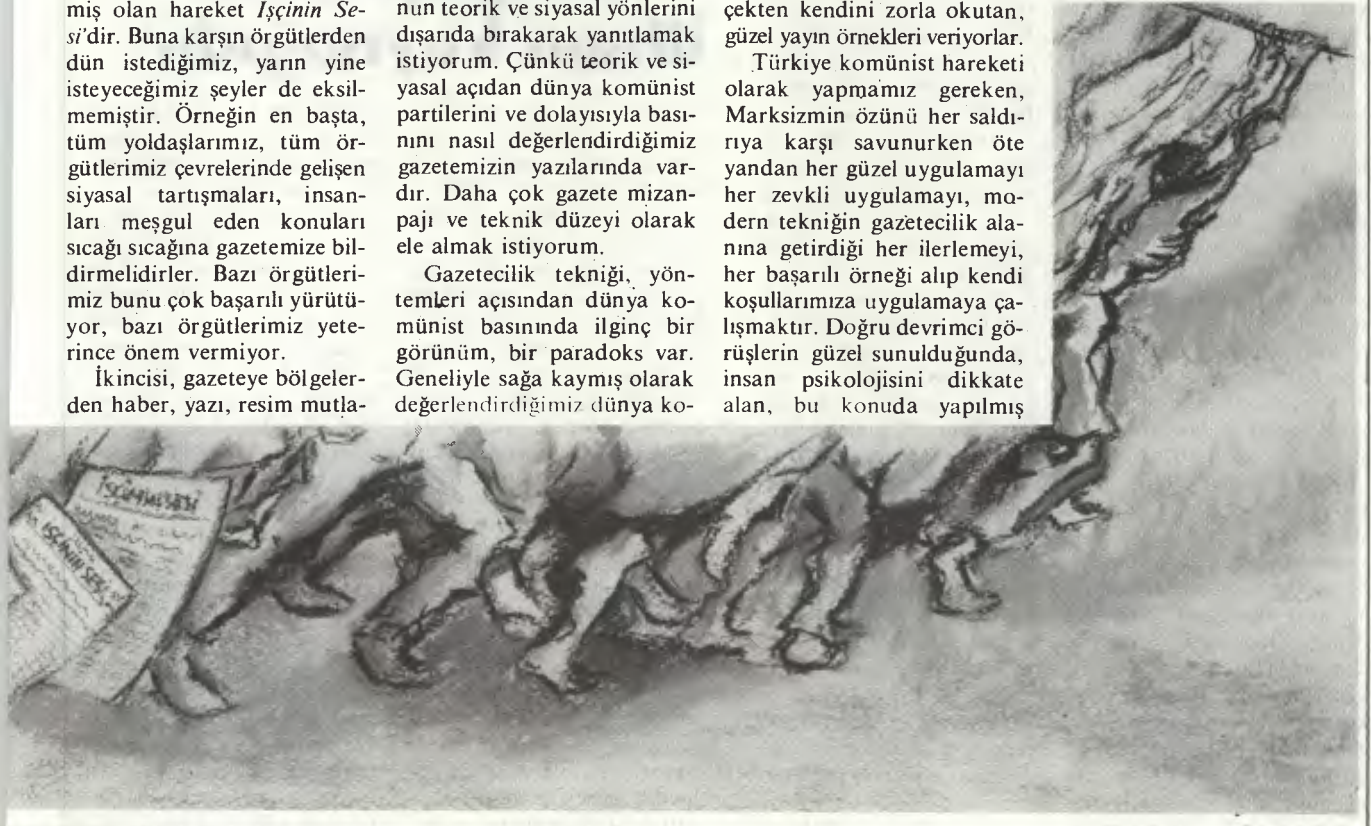 miş olan hareket İşçinin Se-
si'dir. Buna karşın örgütlerden
dün istediğimiz, yarın yine
isteyeceğimiz şeyler de eksil-
memiştir. Örneğin en başta,
tüm yoldaşlarımız, tüm ör-
gütlerimiz çevrelerinde gelişen
siyasal tartışmaları, insan-
ları meşgul eden konuları
sıcağı sıcağına gazetemize bil-
dirmelidirler. Bazı örgütleri-
miz bunu çok başarılı yürütü-
yor, bazı örgütlerimiz yete-
rince önem vermiyor.
İkincisi, gazeteye bölgeler-
den haber, yazı, resim mutla-
nun teorik ve siyasal yönlerini
dışarıda bırakarak yanıtlamak
istiyorum. Çünkü teorik ve si-
yasal açıdan dünya komünist
partilerini ve dolayısıyla bası-
nını nasıl değerlendirdiğimiz
gazetemizin yazılarında var-
dır. Daha çok gazete mizan-
pajı ve teknik düzeyi olarak
ele almak istiyorum.
Gazetecilik tekniği, yön-
temleri açısından dünya ko-
münist basınında ilginç bir
görünüm, bir paradoks var.
Geneliyle sağa kaymış olarak
değerlendirdiğimiz dünya ko-
çekten kendini zorla okutan,
güzel yayın örnekleri veriyorlar.
Türkiye komünist hareketi
olarak yapmamız gereken,
Marksizmin özünü her saldı-
rıya karşı savunurken öte
yandan her güzel uygulamayı
her zevkli uygulamayı, mo-
dern tekniğin gazetecilik ala-
nına getirdiği her ilerlemeyi,
her başarılı örneği alıp kendi
koşullarımıza uygulamaya ça-
lışmaktır. Doğru devrimci gö-
rüşlerin güzel sunulduğunda,
insan psikolojisini dikkate
alan, bu konuda yapılmış
İŞÇİNİN SESİ
İŞÇİNİN SESİ